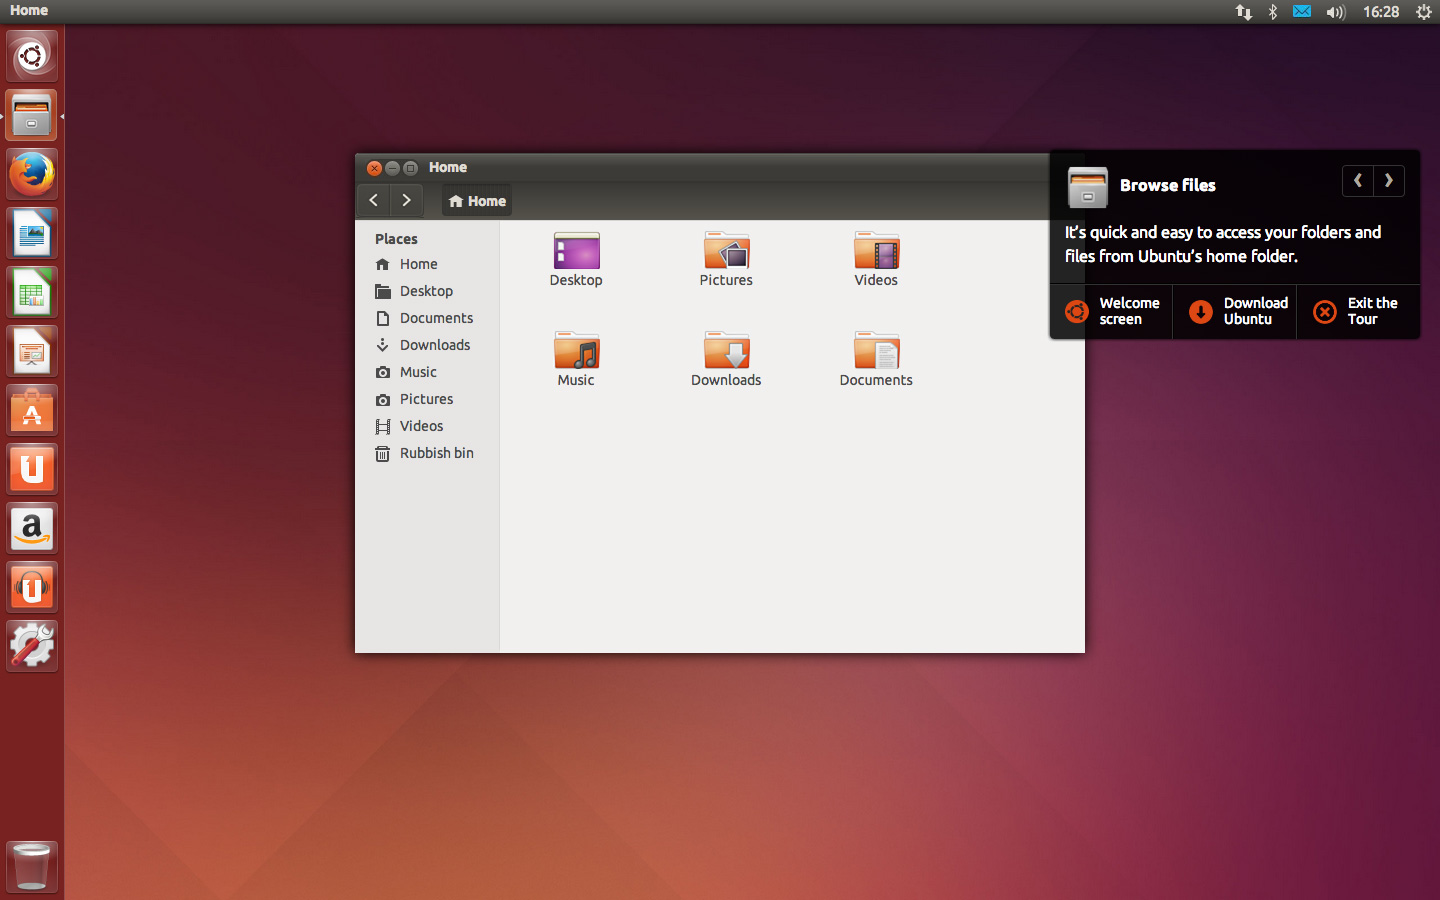 Home
16:28
Home
Home
Places
Home
Desktop
Documents
Downloads
Music
Pictures
Videos
Rubbish bin
Desktop
Pictures
Videos
Music
Downloads
Documents
Browse files
It's quick and easy to access your folders and
files from Ubuntu's home folder.
Welcome
screen
Download
Ubuntu
Exit the
Tour